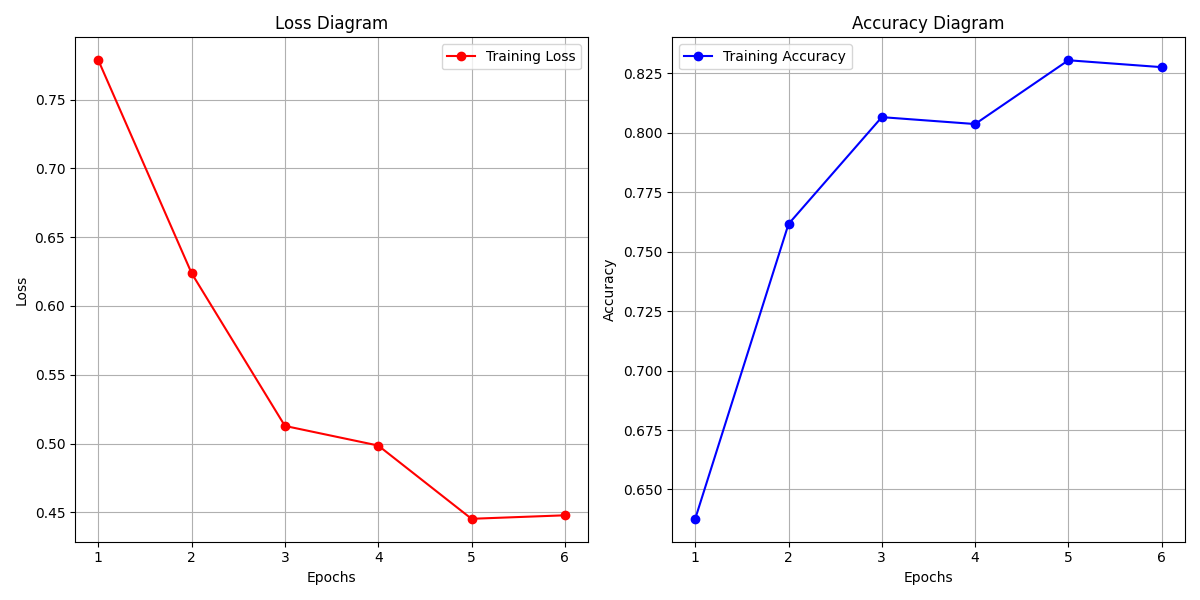 Loss Diagram
Training Loss
0.75
0.70
0.65
0.60
0.55
0.50
0.45
Loss
1 2 3 4 5 6
Epochs
Accuracy Diagram
Training Accuracy
0.825
0.800
0.775
0.750
0.725
0.700
0.675
0.650
Accuracy
1 2 3 4 5 6
Epochs